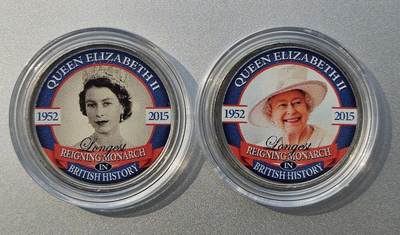 QUEEN ELIZABETH II
1952 2015
Longest
REIGNING MONARCH
IN
BRITISH HISTORY
QUEEN ELIZABETH II
1952 2015
Longest
REIGNING MONARCH
IN
BRITISH HISTORY